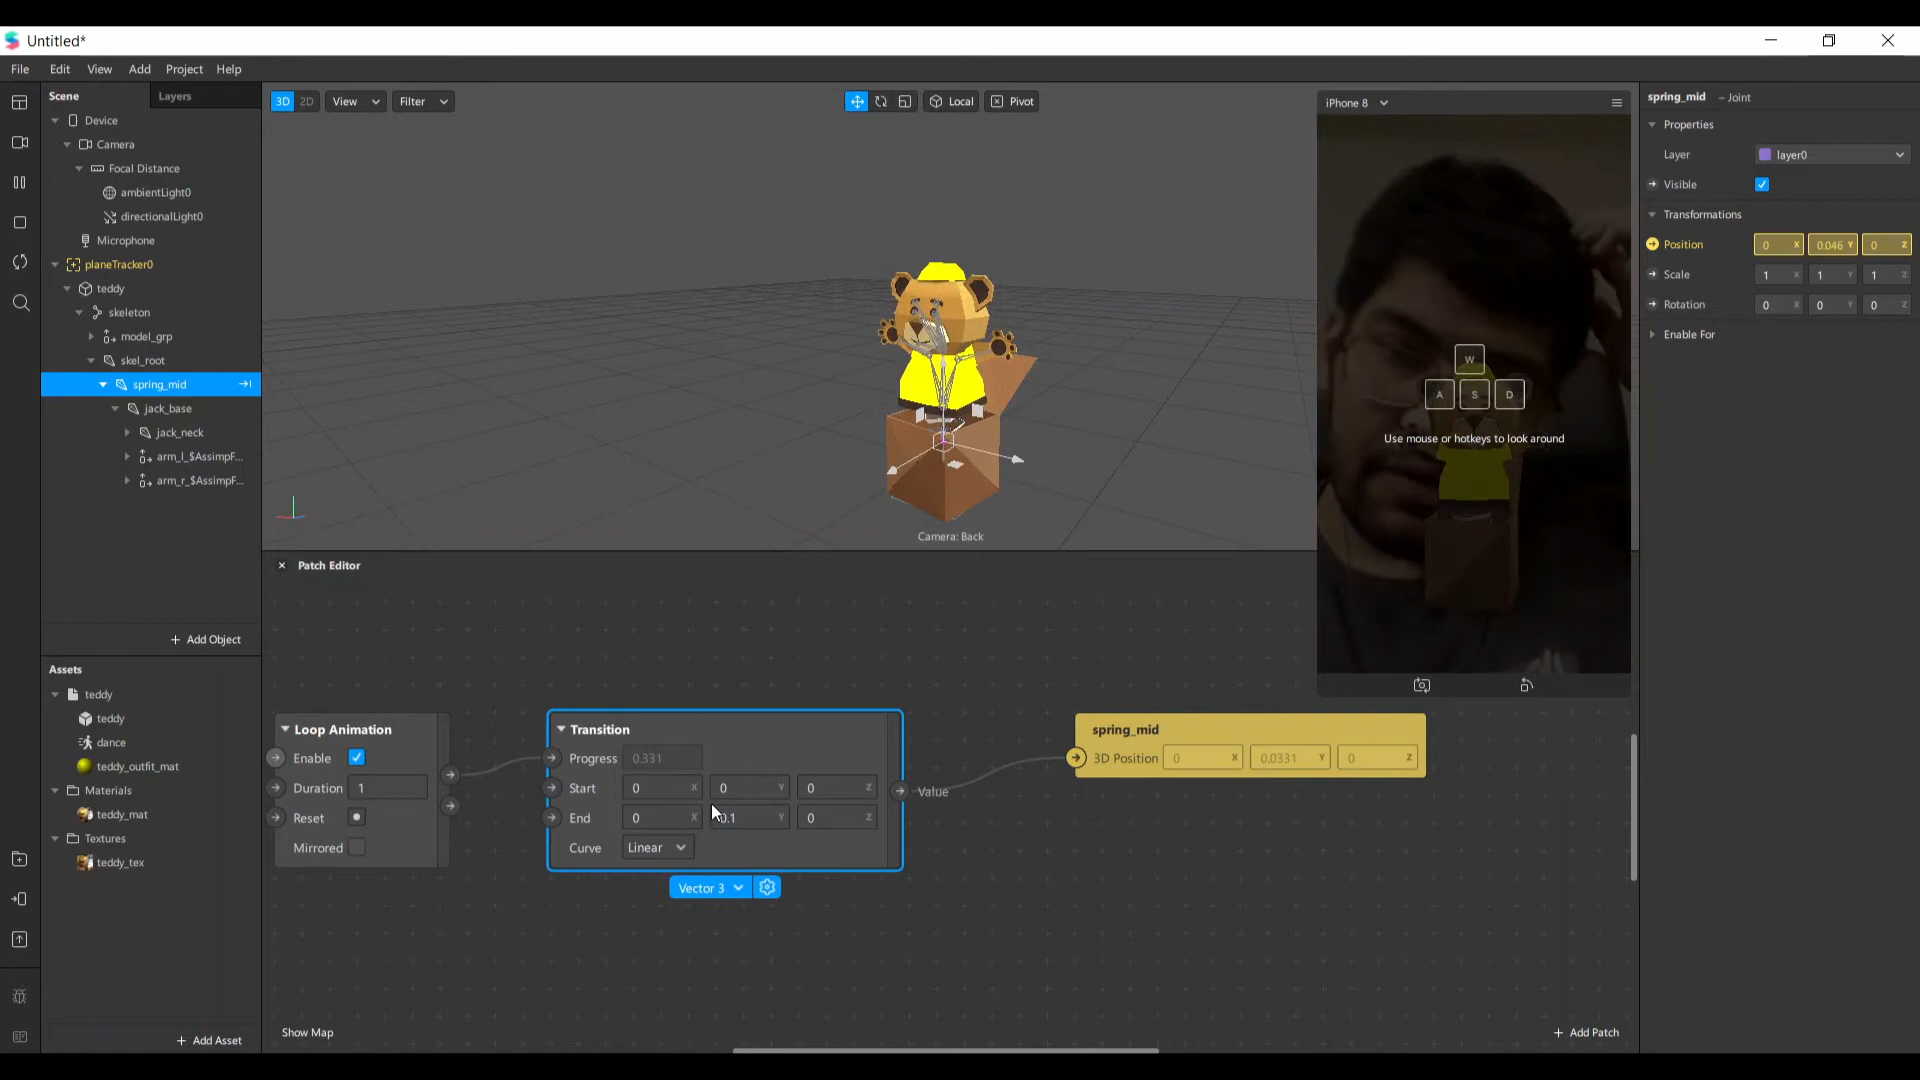 Untitled*
File Edit View Add Project Help
Scene Layers
Device
Camera
Focal Distance
ambientLight0
directionalLight0
Microphone
planeTracker0
teddy
skeleton
model_grp
skel_root
spring_mid
jack_base
jack_neck
arm_l_$AssimpF...
arm_r_$AssimpF...
+ Add Object
Assets
teddy
teddy
dance
teddy_outfit_mat
Materials
teddy_mat
Textures
teddy_tex
+ Add Asset
3D 2D View Filter Local Pivot
Camera: Back
iPhone 8
W
A S D
Use mouse or hotkeys to look around
Patch Editor
Loop Animation
Enable
Duration 1
Reset
Mirrored
Transition
Progress 0.331
Start 0 X 0 Y 0 Z
End 0 X 0.1 Y 0 Z
Curve Linear
Value
Vector 3
spring_mid
3D Position 0 X 0.0331 Y 0 Z
Show Map
+ Add Patch
spring_mid – Joint
Properties
Layer layer0
Visible
Transformations
Position 0 X 0.046 Y 0 Z
Scale 1 X 1 Y 1 Z
Rotation 0 X 0 Y 0 Z
Enable For